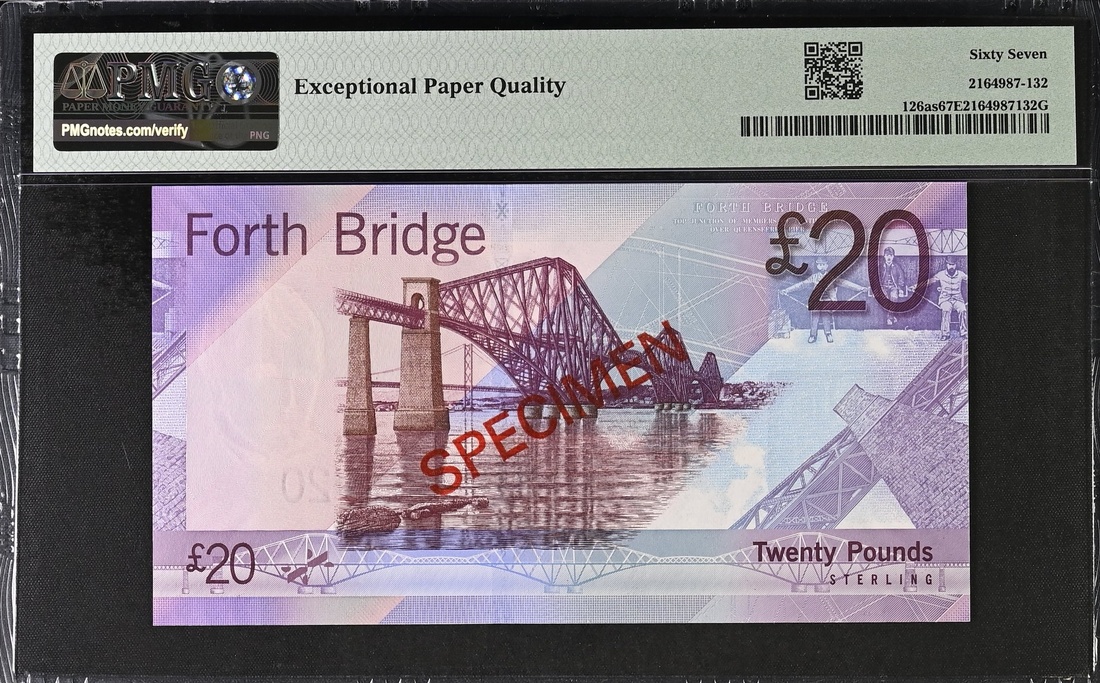 PMG
PAPER MONEY GUARANTY
PMGnotes.com/verify
PNG
Exceptional Paper Quality
Sixty Seven
2164987-132
126as67E2164987132G
Forth Bridge
FORTH BRIDGE
£20
SPECIMEN
£20
Twenty Pounds
STERLING